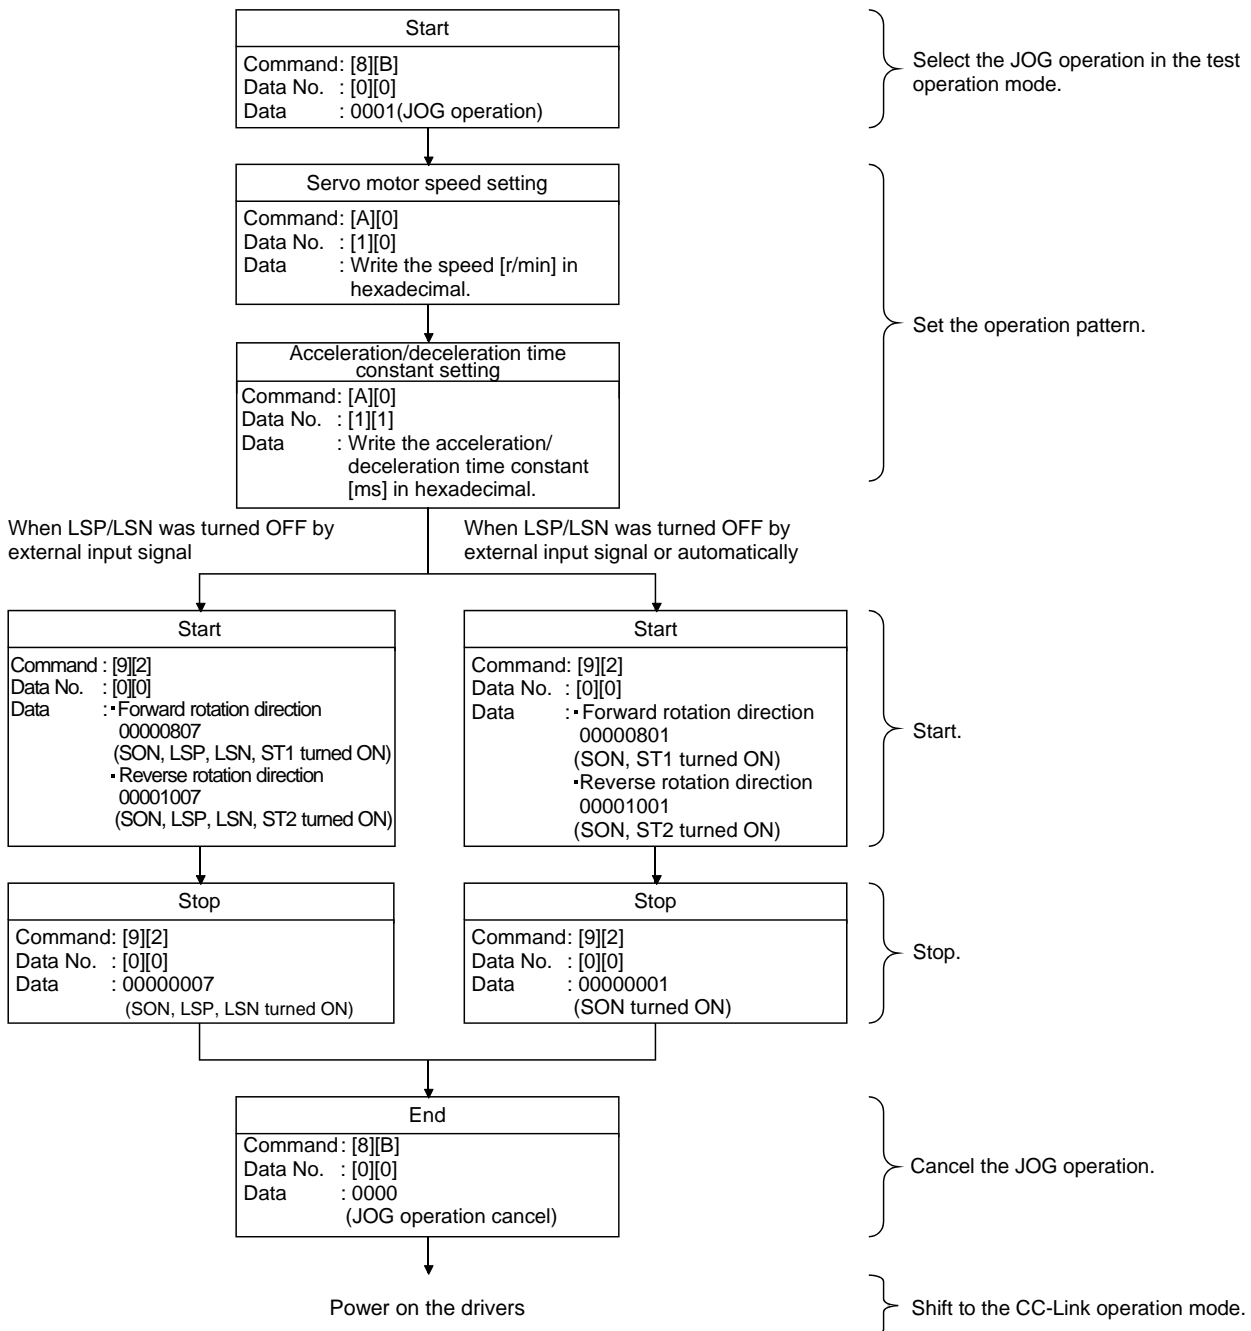 Start
Command: [8][B]
Data No. : [0][0]
Data : 0001(JOG operation)
Select the JOG operation in the test
operation mode.
Servo motor speed setting
Command: [A][0]
Data No. : [1][0]
Data : Write the speed [r/min] in
hexadecimal.
Acceleration/deceleration time
constant setting
Command: [A][0]
Data No. : [1][1]
Data : Write the acceleration/
deceleration time constant
[ms] in hexadecimal.
Set the operation pattern.
When LSP/LSN was turned OFF by
external input signal
When LSP/LSN was turned OFF by
external input signal or automatically
Start
Command : [9][2]
Data No. : [0][0]
Data : ▪ Forward rotation direction
00000807
(SON, LSP, LSN, ST1 turned ON)
▪ Reverse rotation direction
00001007
(SON, LSP, LSN, ST2 turned ON)
Start
Command: [9][2]
Data No. : [0][0]
Data : ▪ Forward rotation direction
00000801
(SON, ST1 turned ON)
▪Reverse rotation direction
00001001
(SON, ST2 turned ON)
Start.
Stop
Command: [9][2]
Data No. : [0][0]
Data : 00000007
(SON, LSP, LSN turned ON)
Stop
Command: [9][2]
Data No. : [0][0]
Data : 00000001
(SON turned ON)
Stop.
End
Command: [8][B]
Data No. : [0][0]
Data : 0000
(JOG operation cancel)
Cancel the JOG operation.
Power on the drivers
Shift to the CC-Link operation mode.